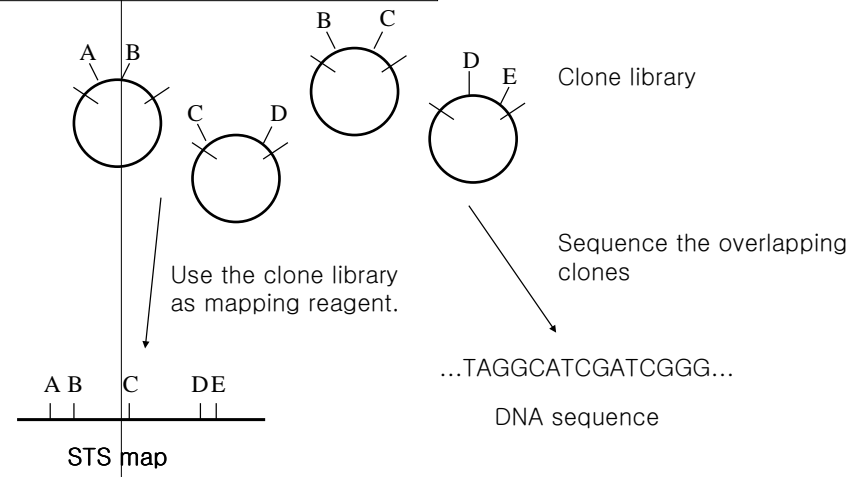 B C
A B
D
E
Clone library
C D
Sequence the overlapping
clones
Use the clone library
as mapping reagent.
...TAGGCATCGATCGGG...
A B C D E
DNA sequence
STS map